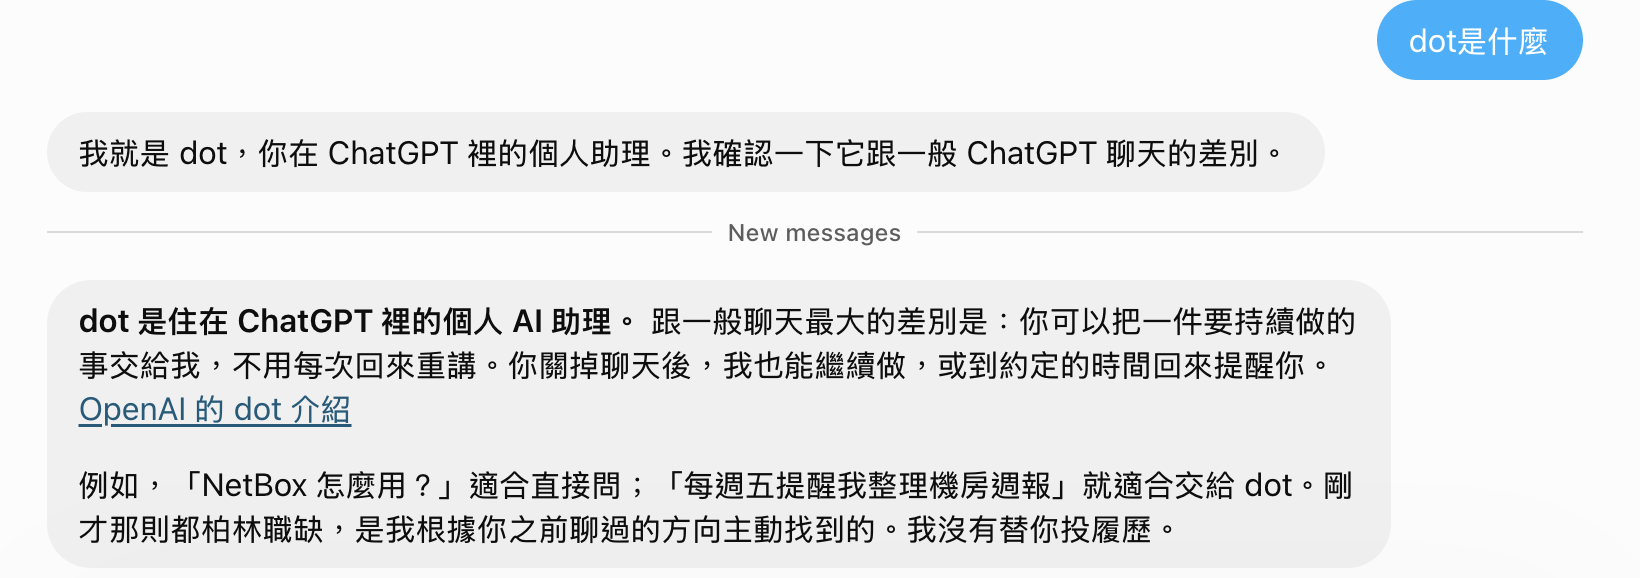 dot是什麼
我就是 dot，你在 ChatGPT 裡的個人助理。我確認一下它跟一般 ChatGPT 聊天的差別。
New messages
dot 是住在 ChatGPT 裡的個人 AI 助理。 跟一般聊天最大的差別是：你可以把一件要持續做的
事交給我，不用每次回來重講。你關掉聊天後，我也能繼續做，或到約定的時間回來提醒你。
OpenAI 的 dot 介紹
例如，「NetBox 怎麼用？」適合直接問；「每週五提醒我整理機房週報」就適合交給 dot。剛
才那則都柏林職缺，是我根據你之前聊過的方向主動找到的。我沒有替你投履歷。